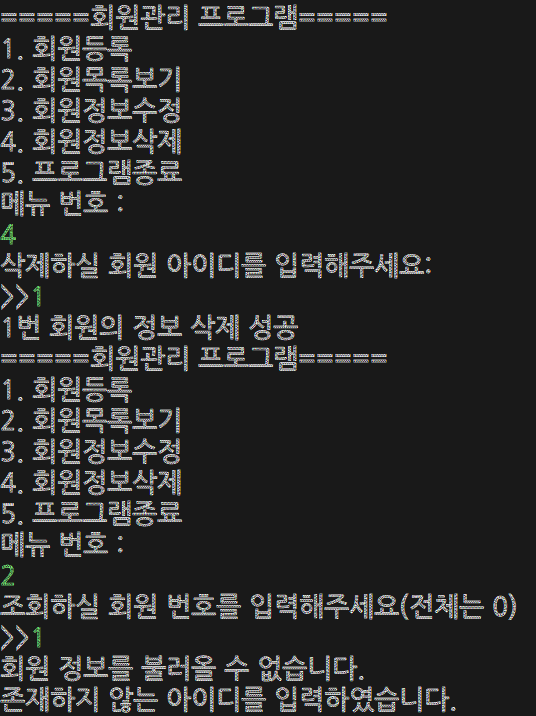 =====회원관리 프로그램=====
1. 회원등록
2. 회원목록보기
3. 회원정보수정
4. 회원정보삭제
5. 프로그램종료
메뉴 번호 :
4
삭제하실 회원 아이디를 입력해주세요:
>>1
1번 회원의 정보 삭제 성공
=====회원관리 프로그램=====
1. 회원등록
2. 회원목록보기
3. 회원정보수정
4. 회원정보삭제
5. 프로그램종료
메뉴 번호 :
2
조회하실 회원 번호를 입력해주세요(전체는 0)
>>1
회원 정보를 불러올 수 없습니다.
존재하지 않는 아이디를 입력하였습니다.